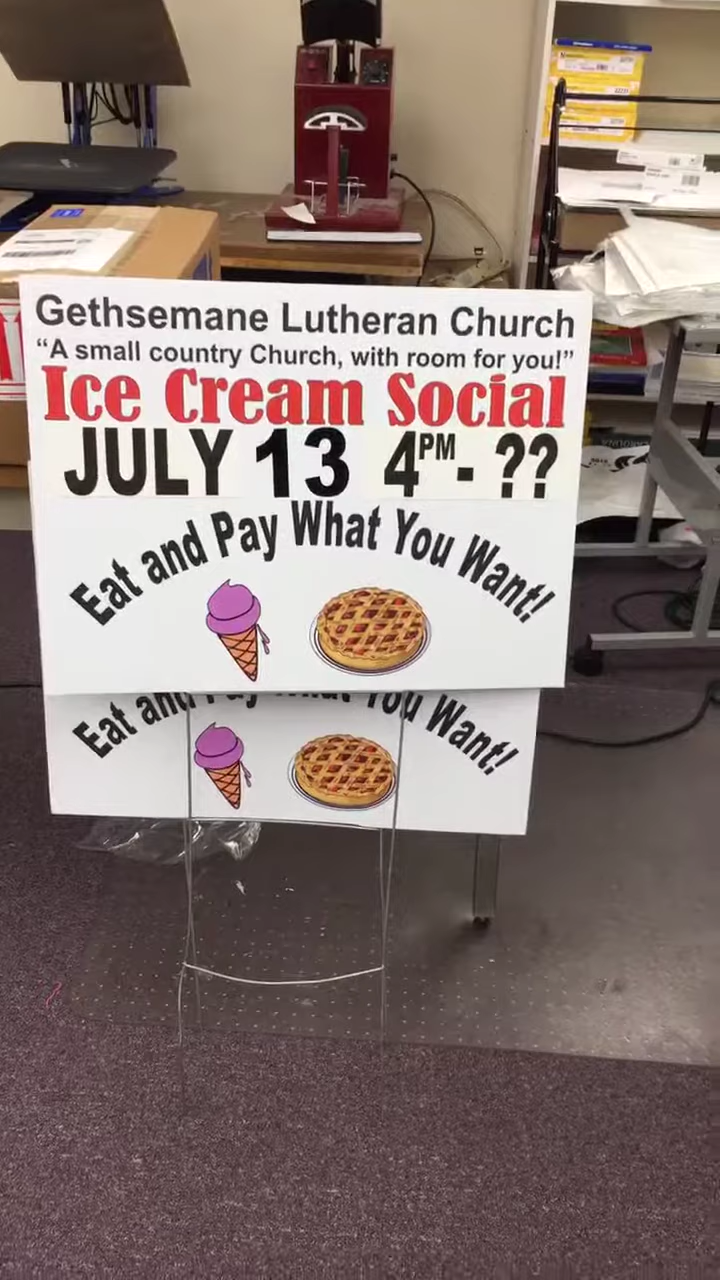 Gethsemane Lutheran Church
“A small country Church, with room for you!”
Ice Cream Social
JULY 13 4PM- ??
Eat and Pay What You Want!
Eat and Pay What You Want!